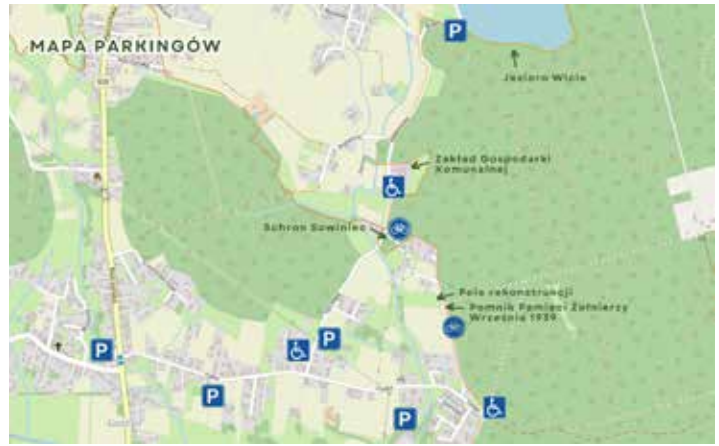 MAPA PARKINGÓW
P
Jezioro Wicie
Zakład Gospodarki
Komunalnej
Schron Sowiniec
Pole rekonstrukcji
Pomnik Pamięci Żołnierzy
Września 1939
P
P
P
P